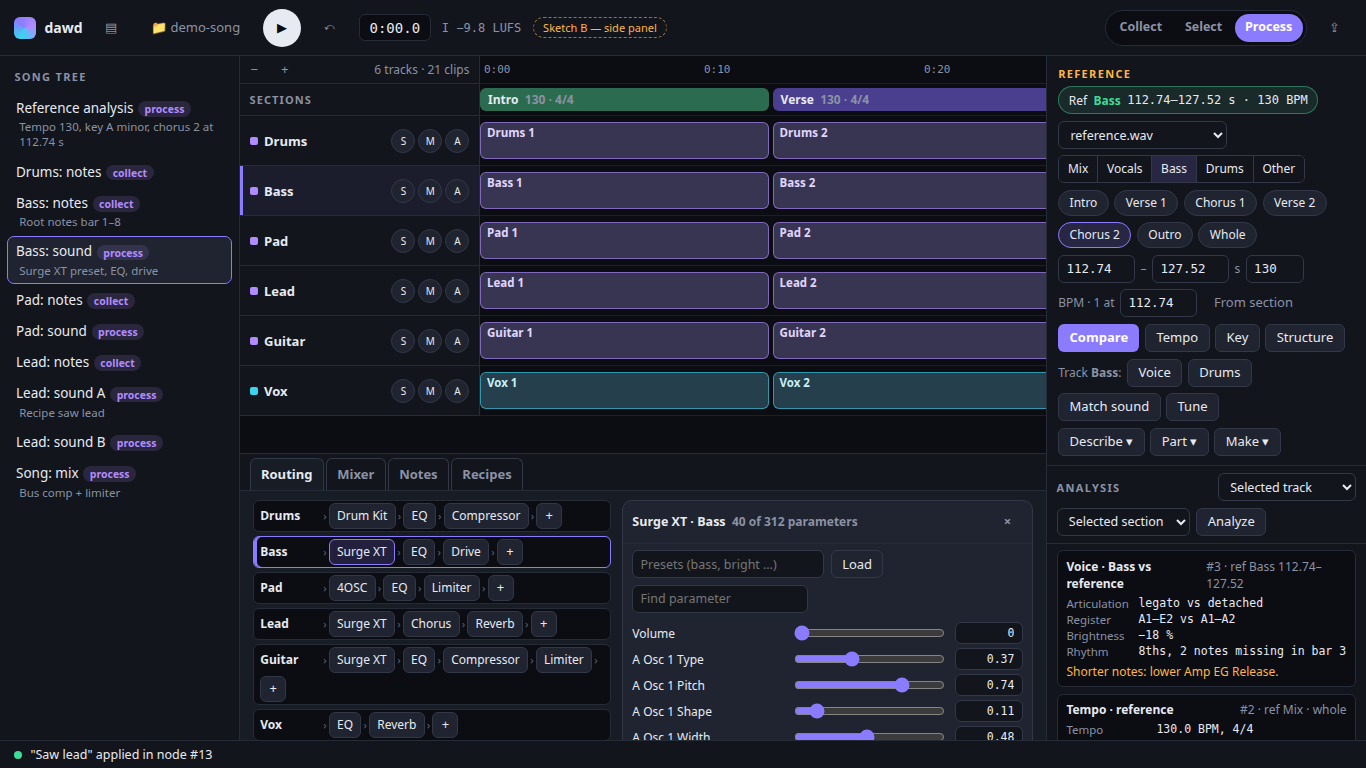 dawd
demo-song
0:00.0
I −9.8 LUFS
Sketch B — side panel
Collect Select Process
SONG TREE
Reference analysis process
Tempo 130, key A minor, chorus 2 at
112.74 s
Drums: notes collect
Bass: notes collect
Root notes bar 1–8
Bass: sound process
Surge XT preset, EQ, drive
Pad: notes collect
Pad: sound process
Lead: notes collect
Lead: sound A process
Recipe saw lead
Lead: sound B process
Song: mix process
Bus comp + limiter
− + 6 tracks · 21 clips 0:00 0:10 0:20
SECTIONS Intro 130 · 4/4 Verse 130 · 4/4
Drums S M A Drums 1 Drums 2
Bass S M A Bass 1 Bass 2
Pad S M A Pad 1 Pad 2
Lead S M A Lead 1 Lead 2
Guitar S M A Guitar 1 Guitar 2
Vox S M A Vox 1 Vox 2
Routing Mixer Notes Recipes
Drums › Drum Kit › EQ › Compressor › +
Bass › Surge XT › EQ › Drive › +
Pad › 4OSC › EQ › Limiter › +
Lead › Surge XT › Chorus › Reverb › +
Guitar › Surge XT › EQ › Compressor › Limiter ›
+
Vox › EQ › Reverb › +
Surge XT · Bass 40 of 312 parameters ×
Presets (bass, bright ...) Load
Find parameter
Volume 0
A Osc 1 Type 0.37
A Osc 1 Pitch 0.74
A Osc 1 Shape 0.11
A Osc 1 Width 0.48
REFERENCE
Ref Bass 112.74–127.52 s · 130 BPM
reference.wav
Mix Vocals Bass Drums Other
Intro Verse 1 Chorus 1 Verse 2
Chorus 2 Outro Whole
112.74 – 127.52 s 130
BPM · 1 at 112.74 From section
Compare Tempo Key Structure
Track Bass: Voice Drums
Match sound Tune
Describe ▾ Part ▾ Make ▾
ANALYSIS Selected track
Selected section Analyze
Voice · Bass vs #3 · ref Bass 112.74–
reference 127.52
Articulation legato vs detached
Register A1–E2 vs A1–A2
Brightness −18 %
Rhythm 8ths, 2 notes missing in bar 3
Shorter notes: lower Amp EG Release.
Tempo · reference #2 · ref Mix · whole
Tempo 130.0 BPM, 4/4
"Saw lead" applied in node #13